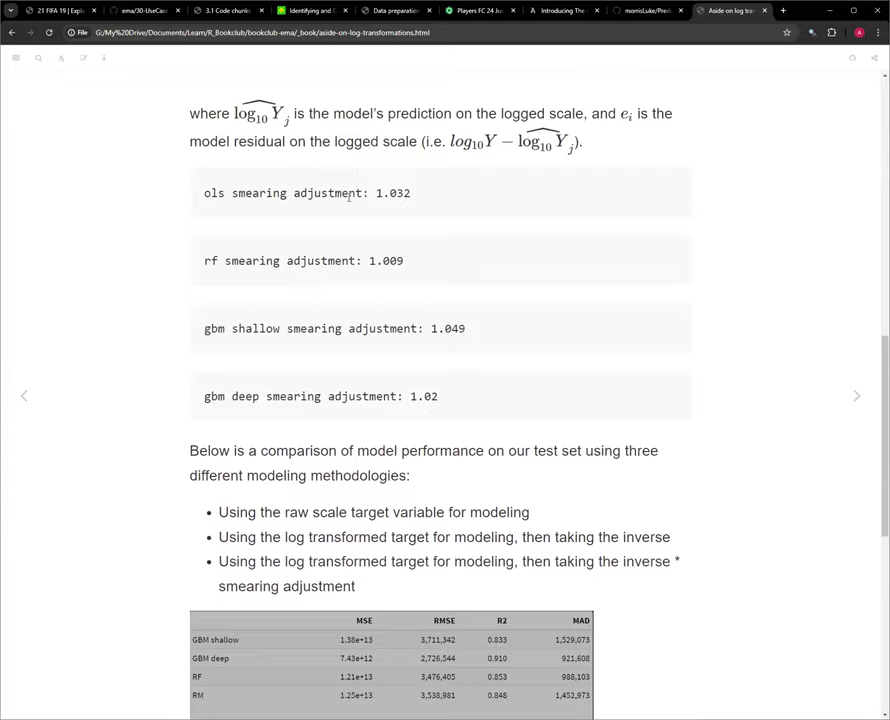 21 FIFA 19 | Expla
ema/30-UseCase
3.1 Code chunks
Identifying and C
Data preparation
Players FC 24 Ju
Introducing The
morrisLuke/Pred
Aside on log tra
File
G:/My%20Drive/Documents/Learn/R_Bookclub/bookclub-ema/_book/aside-on-log-transformations.html
where log10 Yj is the model's prediction on the logged scale, and ei is the
model residual on the logged scale (i.e. log10Y − log10 Yj).
ols smearing adjustment: 1.032
rf smearing adjustment: 1.009
gbm shallow smearing adjustment: 1.049
gbm deep smearing adjustment: 1.02
Below is a comparison of model performance on our test set using three
different modeling methodologies:
• Using the raw scale target variable for modeling
• Using the log transformed target for modeling, then taking the inverse
• Using the log transformed target for modeling, then taking the inverse *
smearing adjustment
MSE RMSE R2 MAD
GBM shallow 1.38e+13 3,711,342 0.833 1,529,073
GBM deep 7.43e+12 2,726,544 0.910 921,608
RF 1.21e+13 3,476,405 0.853 988,103
RM 1.25e+13 3,538,981 0.848 1,452,973